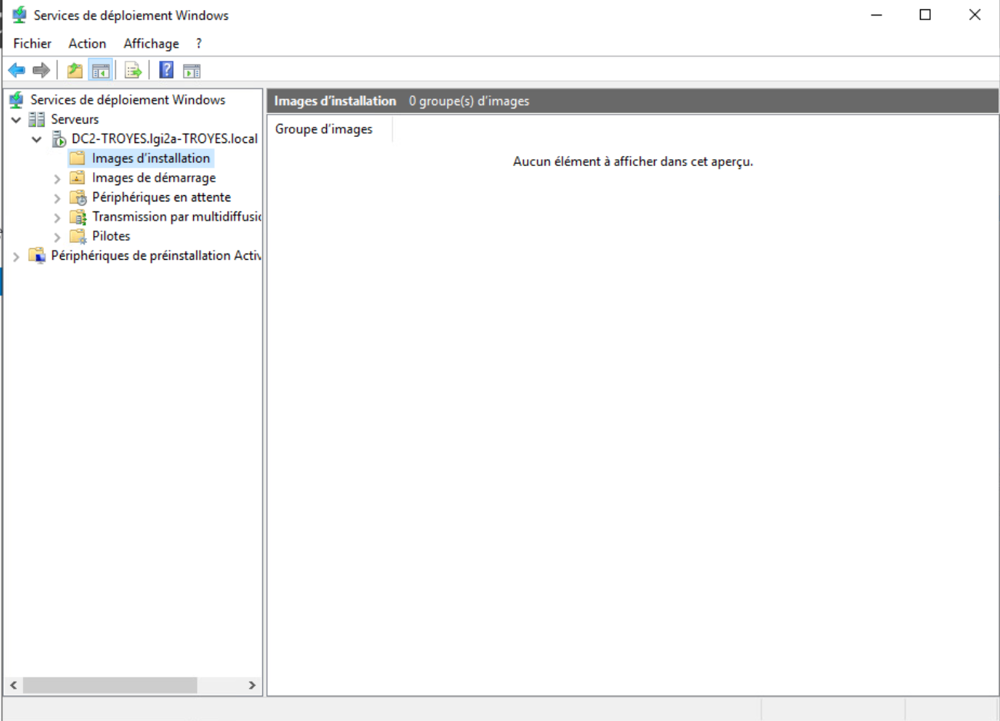 Services de déploiement Windows
Fichier Action Affichage ?
Services de déploiement Windows
Serveurs
DC2-TROYES.lgi2a-TROYES.local
Images d'installation
Images de démarrage
Périphériques en attente
Transmission par multidiffusi
Pilotes
Périphériques de préinstallation Acti
Images d'installation 0 groupe(s) d'images
Groupe d'images
Aucun élément à afficher dans cet aperçu.